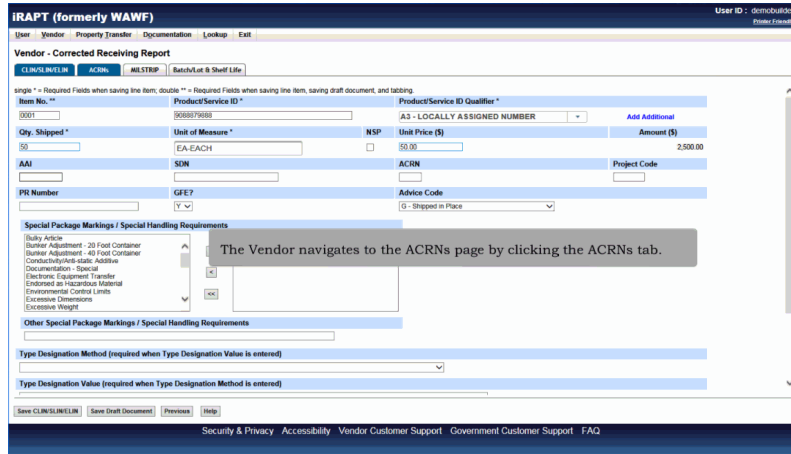 User ID : demobuilde
iRAPT (formerly WAWF)
Printer Friend
User Vendor Property Transfer Documentation Lookup Exit
Vendor - Corrected Receiving Report
CLIN/SLIN/ELIN ACRNs MILSTRIP Batch/Lot & Shelf Life
single * = Required Fields when saving line item; double ** = Required Fields when saving line item, saving draft document, and tabbing.
Item No. ** Product/Service ID * Product/Service ID Qualifier *
0001 9088879888 A3 - LOCALLY ASSIGNED NUMBER Add Additional
Qty. Shipped * Unit of Measure * NSP Unit Price ($) Amount ($)
50 EA-EACH 50.00 2,500.00
AAI SDN ACRN Project Code
PR Number GFE? Advice Code
Y G - Shipped in Place
Special Package Markings / Special Handling Requirements
Bulky Article
Bunker Adjustment - 20 Foot Container
Bunker Adjustment - 40 Foot Container
Conductivity/Anti-static Additive
Documentation - Special
Electronic Equipment Transfer
Endorsed as Hazardous Material
Environmental Control Limits
Excessive Dimensions
Excessive Weight
<
<<
The Vendor navigates to the ACRNs page by clicking the ACRNs tab.
Other Special Package Markings / Special Handling Requirements
Type Designation Method (required when Type Designation Value is entered)
Type Designation Value (required when Type Designation Method is entered)
Save CLIN/SLIN/ELIN Save Draft Document Previous Help
Security & Privacy Accessibility Vendor Customer Support Government Customer Support FAQ